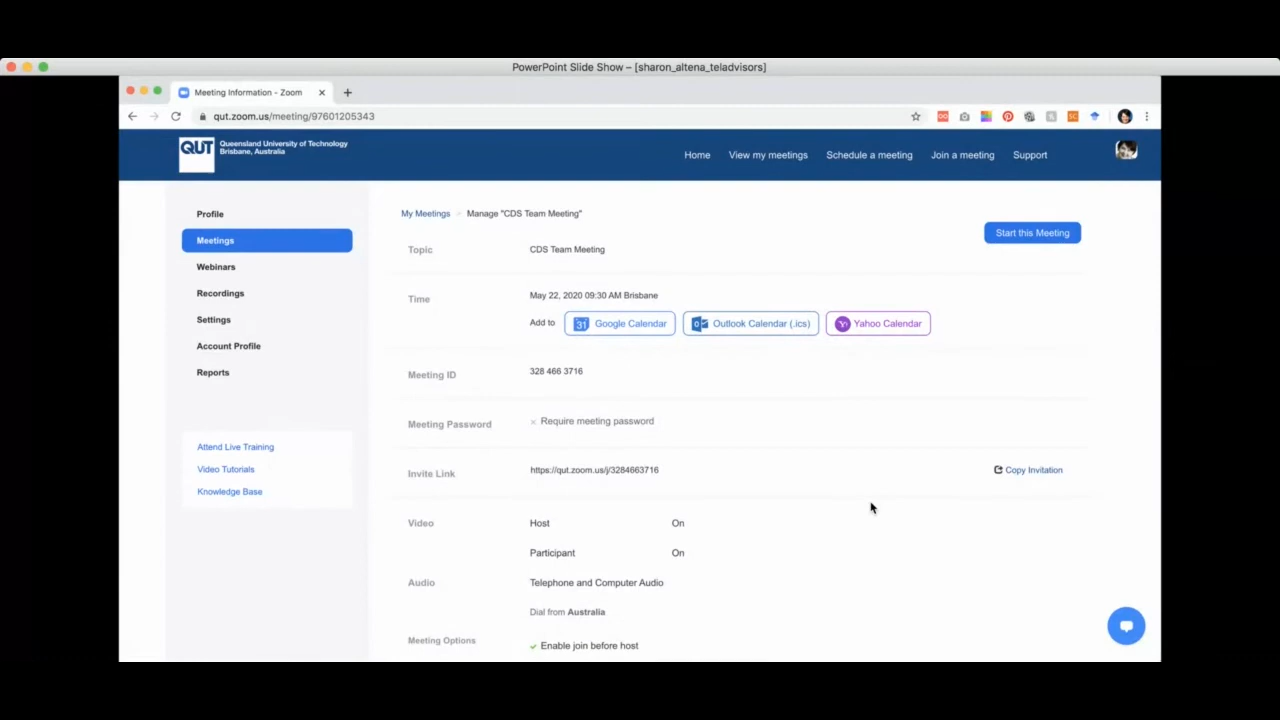 PowerPoint Slide Show – [sharon_altena_teladvisors]
Meeting Information - Zoom
qut.zoom.us/meeting/97601205343
QUT
Queensland University of Technology
Brisbane, Australia
Home View my meetings Schedule a meeting Join a meeting Support
Profile
Meetings
Webinars
Recordings
Settings
Account Profile
Reports
Attend Live Training
Video Tutorials
Knowledge Base
My Meetings > Manage "CDS Team Meeting"
Start this Meeting
Topic CDS Team Meeting
Time May 22, 2020 09:30 AM Brisbane
Add to 31 Google Calendar Outlook Calendar (.ics) Yahoo Calendar
Meeting ID 328 466 3716
Meeting Password × Require meeting password
Invite Link https://qut.zoom.us/j/3284663716 Copy Invitation
Video Host On
Participant On
Audio Telephone and Computer Audio
Dial from Australia
Meeting Options ✓ Enable join before host